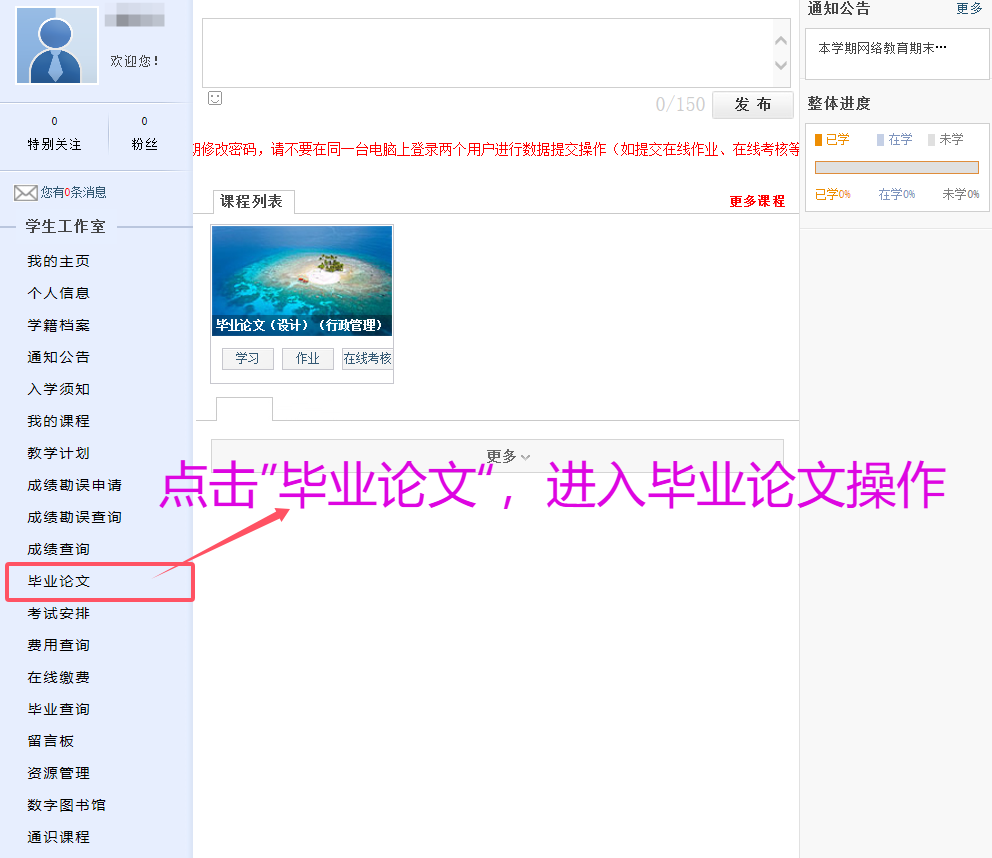 欢迎您！
0
特别关注
0
粉丝
您有0条消息
学生工作室
我的主页
个人信息
学籍档案
通知公告
入学须知
我的课程
教学计划
成绩勘误申请
成绩勘误查询
成绩查询
毕业论文
考试安排
费用查询
在线缴费
毕业查询
留言板
资源管理
数字图书馆
通识课程
0/150
发 布
期修改密码，请不要在同一台电脑上登录两个用户进行数据提交操作（如提交在线作业、在线考核等
课程列表
更多课程
毕业论文（设计）（行政管理）
学习
作业
在线考核
更多
点击”毕业论文“，进入毕业论文操作
通知公告
更多
本学期网络教育期末…
整体进度
已学
在学
未学
已学0%
在学0%
未学0%